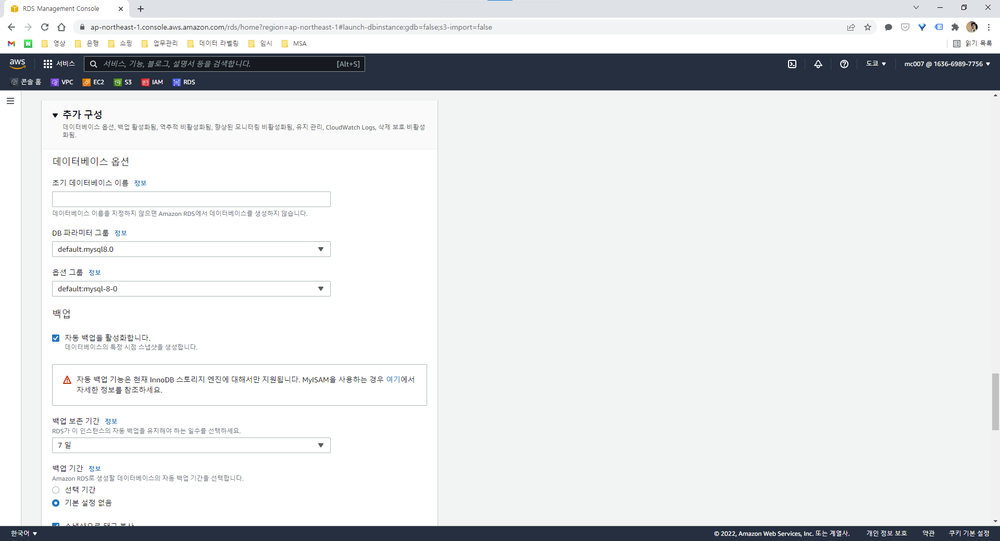 RDS Management Console
ap-northeast-1.console.aws.amazon.com/rds/home?region=ap-northeast-1#launch-dbinstance:gdb=false;s3-import=false
영상
은행
쇼핑
업무관리
데이터 라벨링
임시
MSA
읽기 목록
aws
서비스
서비스, 기능, 블로그, 설명서 등을 검색합니다.
[Alt+S]
도쿄
mc007 @ 1636-6989-7756
콘솔 홈
VPC
EC2
S3
IAM
RDS
추가 구성
데이터베이스 옵션, 백업 활성화됨, 역추적 비활성화됨, 향상된 모니터링 비활성화됨, 유지 관리, CloudWatch Logs, 삭제 보호 비활성
화됨.
데이터베이스 옵션
초기 데이터베이스 이름 정보
데이터베이스 이름을 지정하지 않으면 Amazon RDS에서 데이터베이스를 생성하지 않습니다.
DB 파라미터 그룹 정보
default.mysql8.0
옵션 그룹 정보
default:mysql-8-0
백업
자동 백업을 활성화합니다.
데이터베이스의 특정 시점 스냅샷을 생성합니다.
자동 백업 기능은 현재 InnoDB 스토리지 엔진에 대해서만 지원됩니다. MyISAM을 사용하는 경우 여기에서
자세한 정보를 참조하세요.
백업 보존 기간 정보
RDS가 이 인스턴스의 자동 백업을 유지해야 하는 일수를 선택하세요.
7 일
백업 기간 정보
Amazon RDS로 생성할 데이터베이스의 자동 백업 기간을 선택합니다.
선택 기간
기본 설정 없음
스냅샷으로 태그 복사
한국어
© 2022, Amazon Web Services, Inc. 또는 계열사.
개인 정보 보호
약관
쿠키 기본 설정